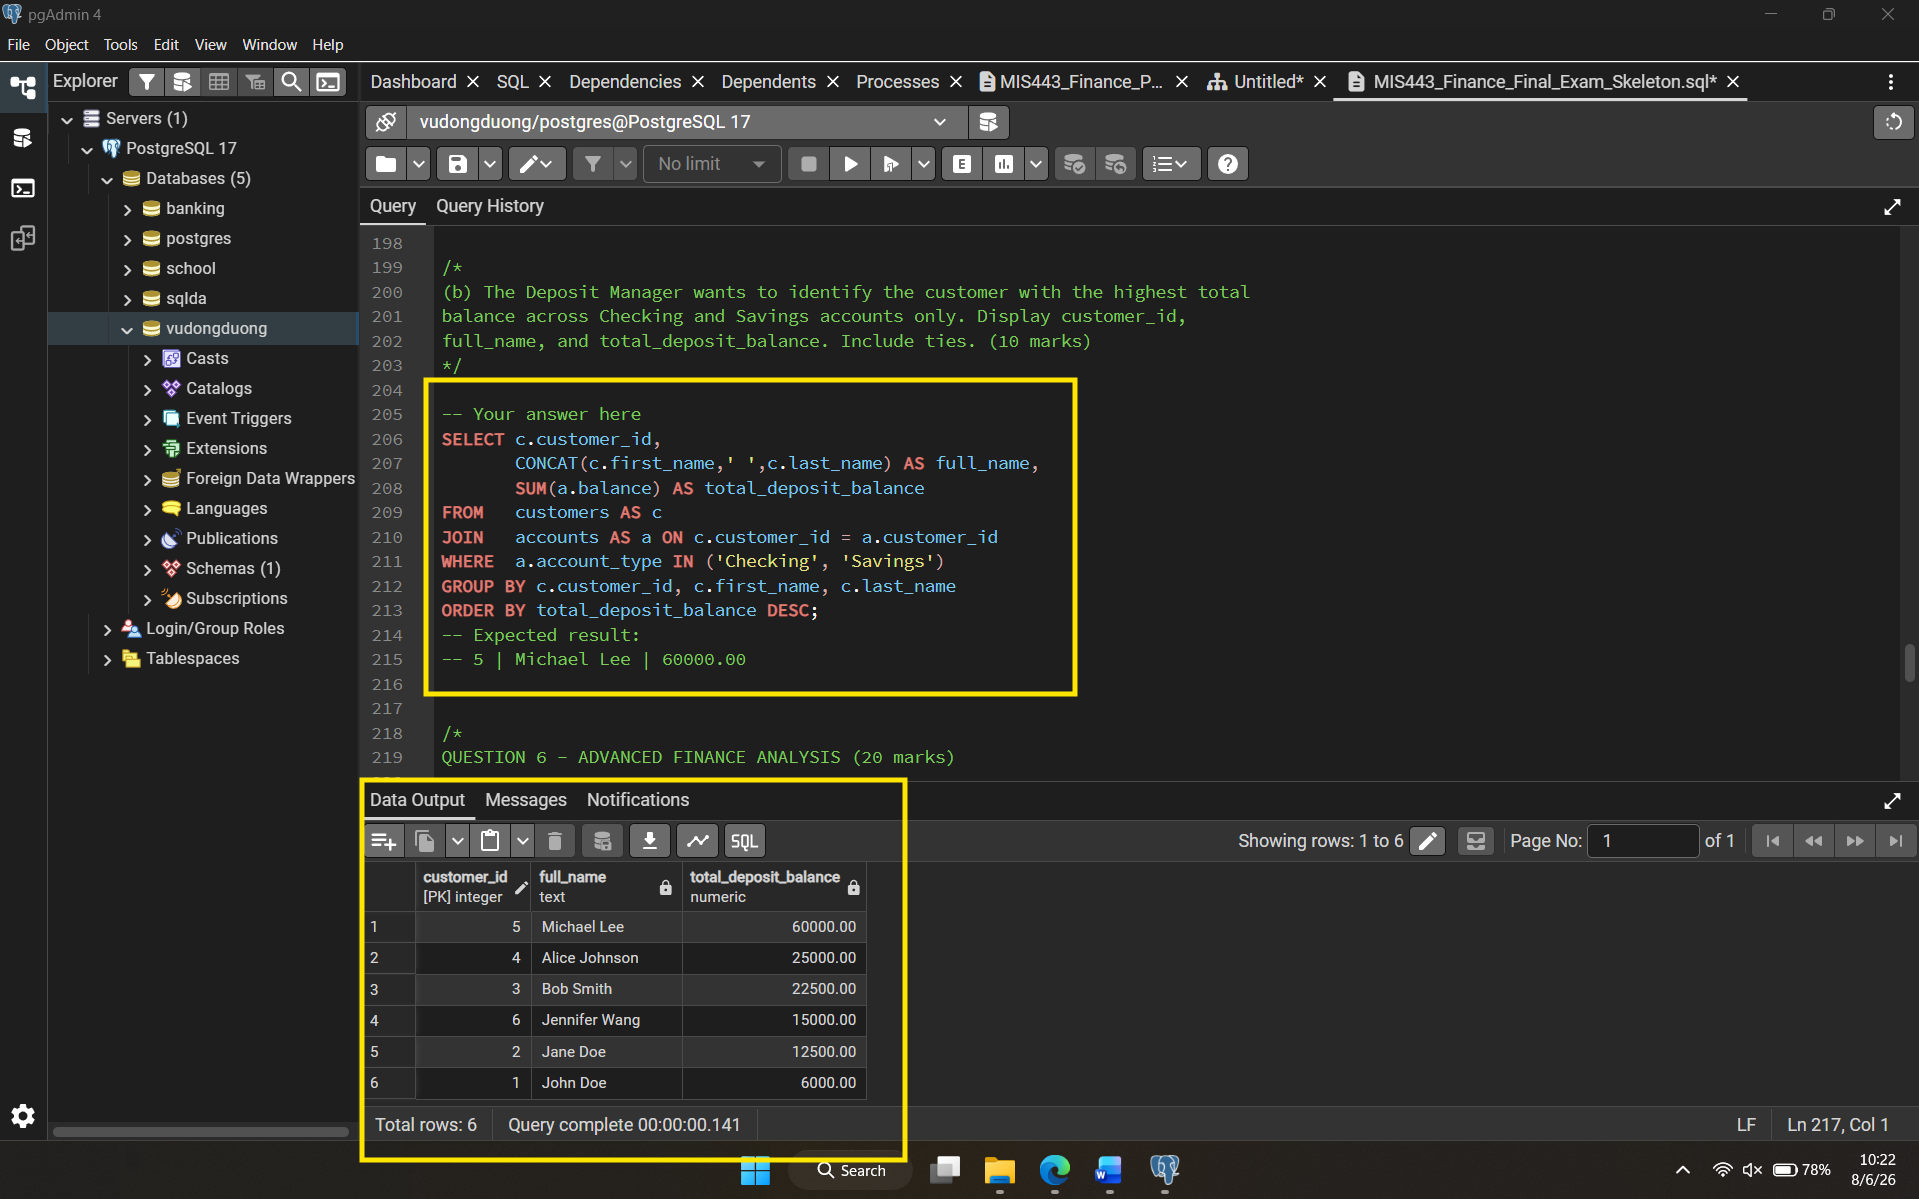 pgAdmin 4
File Object Tools Edit View Window Help
Explorer
Dashboard SQL Dependencies Dependents Processes MIS443_Finance_P... Untitled* MIS443_Finance_Final_Exam_Skeleton.sql*
Servers (1)
PostgreSQL 17
Databases (5)
banking
postgres
school
sqlda
vudongduong
Casts
Catalogs
Event Triggers
Extensions
Foreign Data Wrappers
Languages
Publications
Schemas (1)
Subscriptions
Login/Group Roles
Tablespaces
vudongduong/postgres@PostgreSQL 17
No limit
E
Query Query History
198
199 /*
200 (b) The Deposit Manager wants to identify the customer with the highest total
201 balance across Checking and Savings accounts only. Display customer_id,
202 full_name, and total_deposit_balance. Include ties. (10 marks)
203 */
204
205 -- Your answer here
206 SELECT c.customer_id,
207 CONCAT(c.first_name,' ',c.last_name) AS full_name,
208 SUM(a.balance) AS total_deposit_balance
209 FROM customers AS c
210 JOIN accounts AS a ON c.customer_id = a.customer_id
211 WHERE a.account_type IN ('Checking', 'Savings')
212 GROUP BY c.customer_id, c.first_name, c.last_name
213 ORDER BY total_deposit_balance DESC;
214 -- Expected result:
215 -- 5 | Michael Lee | 60000.00
216
217
218 /*
219 QUESTION 6 - ADVANCED FINANCE ANALYSIS (20 marks)
Data Output Messages Notifications
SQL
Showing rows: 1 to 6 Page No: 1 of 1
customer_id full_name total_deposit_balance
[PK] integer text numeric
1 5 Michael Lee 60000.00
2 4 Alice Johnson 25000.00
3 3 Bob Smith 22500.00
4 6 Jennifer Wang 15000.00
5 2 Jane Doe 12500.00
6 1 John Doe 6000.00
Total rows: 6 Query complete 00:00:00.141 LF Ln 217, Col 1
Search
78%
10:22
8/6/26